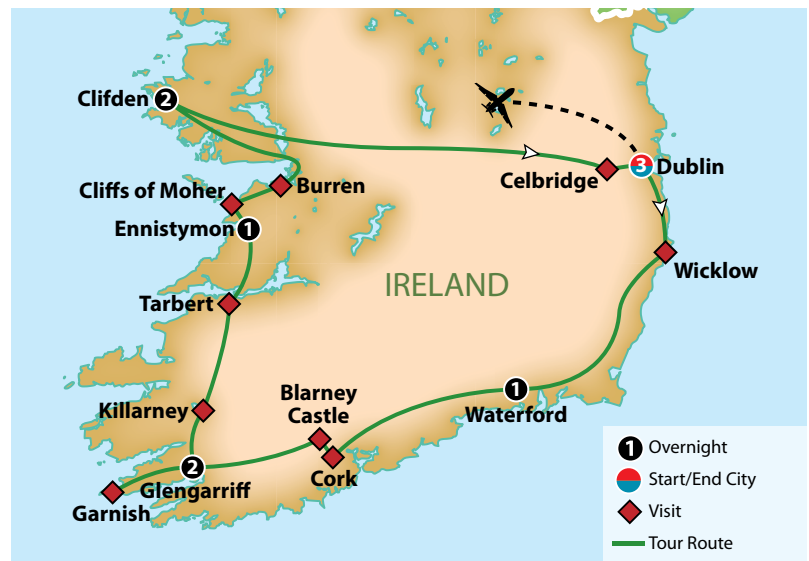 Clifden 2
Celbridge
3 Dublin
Cliffs of Moher
Burren
Ennistymon 1
Wicklow
IRELAND
Tarbert
Killarney
Blarney
Castle
1
Waterford
2
Glengarriff
Cork
Garnish
1 Overnight
Start/End City
Visit
Tour Route